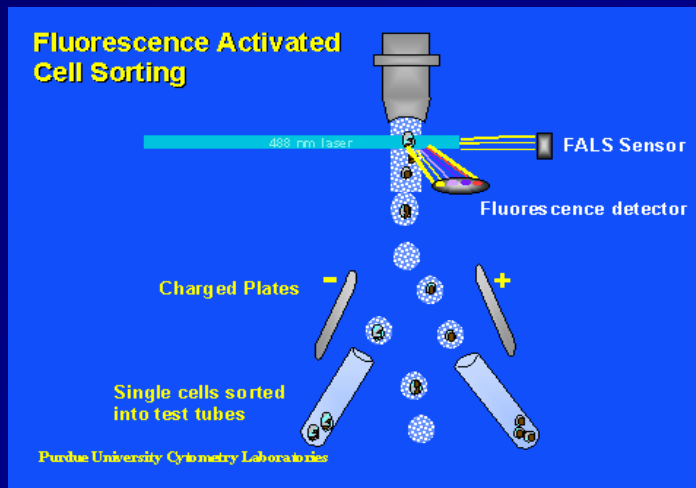 Fluorescence Activated
Cell Sorting
488 nm laser
FALS Sensor
Fluorescence detector
Charged Plates
-
+
Single cells sorted
into test tubes
Purdue University Cytometry Laboratories